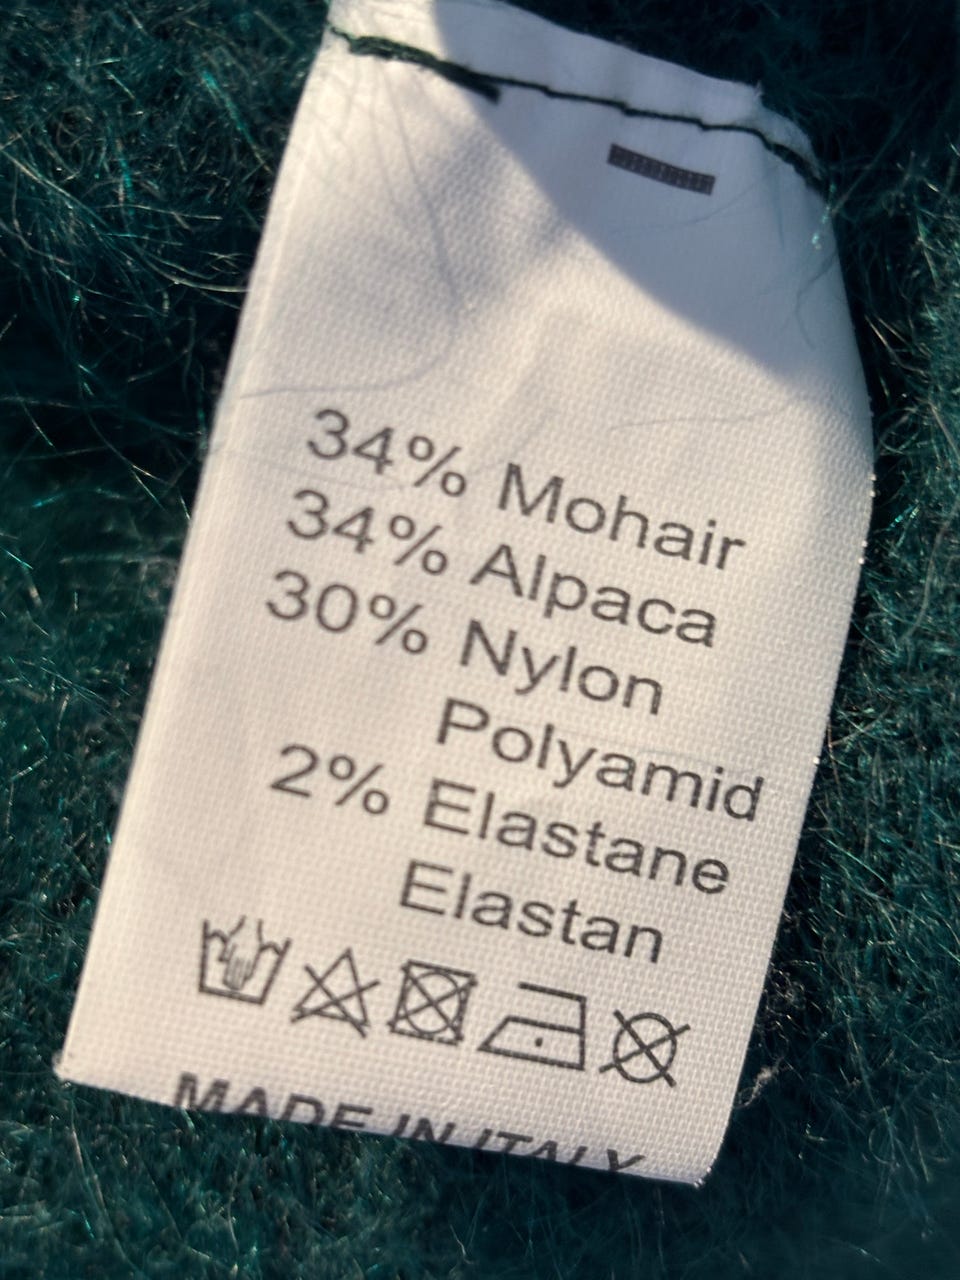 34% Mohair
34% Alpaca
30% Nylon
Polyamid
2% Elastane
Elastan
MADE IN ITALY